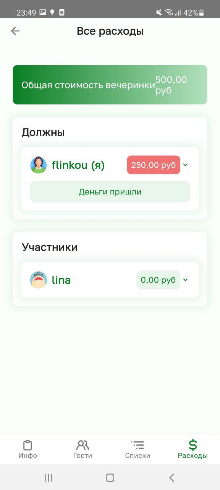 23:49 42%
Все расходы
Общая стоимость вечеринки 500,00
руб
Должны
flinkou (я) 250,00 руб
Деньги пришли
Участники
lina 0,00 руб
Инфо Гости Списки Расходы